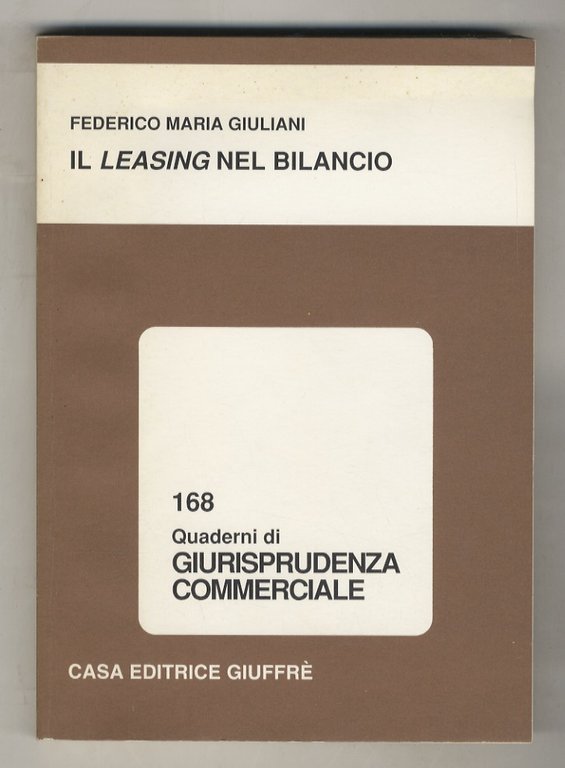 FEDERICO MARIA GIULIANI
IL LEASING NEL BILANCIO
168
Quaderni di
GIURISPRUDENZA
COMMERCIALE
CASA EDITRICE GIUFFRÈ